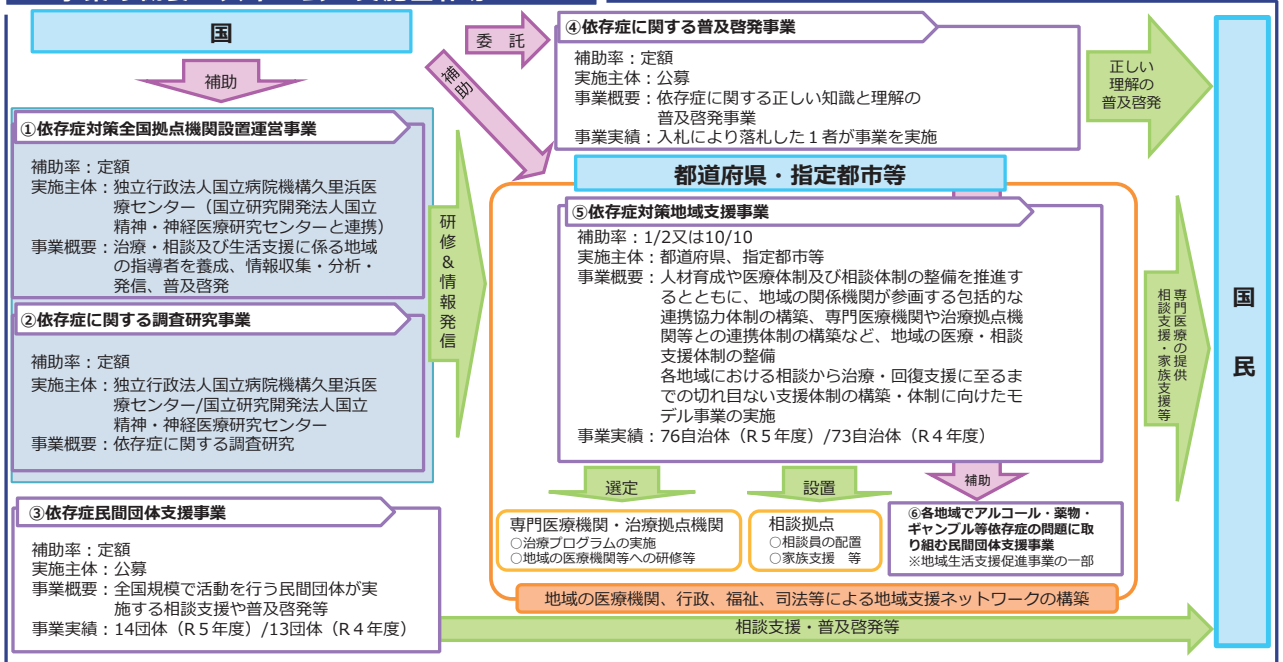 国
補助
①依存症対策全国拠点機関設置運営事業
補助率：定額
実施主体：独立行政法人国立病院機構久里浜医
療センター（国立研究開発法人国立
精神・神経医療研究センターと連携）
事業概要：治療・相談及び生活支援に係る地域
の指導者を養成、情報収集・分析・
発信、普及啓発
②依存症に関する調査研究事業
補助率：定額
実施主体：独立行政法人国立病院機構久里浜医
療センター/国立研究開発法人国立
精神・神経医療研究センター
事業概要：依存症に関する調査研究
③依存症民間団体支援事業
補助率：定額
実施主体：公募
事業概要：全国規模で活動を行う民間団体が実
施する相談支援や普及啓発等
事業実績：14団体（R５年度）/13団体（R４年度）
委 託
補助
研修&情報発信
④依存症に関する普及啓発事業
補助率：定額
実施主体：公募
事業概要：依存症に関する正しい知識と理解の
普及啓発事業
事業実績：入札により落札した１者が事業を実施
正しい
理解の
普及啓発
都道府県・指定都市等
⑤依存症対策地域支援事業
補助率：1/2又は10/10
実施主体：都道府県、指定都市等
事業概要：人材育成や医療体制及び相談体制の整備を推進す
るとともに、地域の関係機関が参画する包括的な
連携協力体制の構築、専門医療機関や治療拠点機
関等との連携体制の構築など、地域の医療・相談
支援体制の整備
各地域における相談から治療・回復支援に至るま
での切れ目ない支援体制の構築・体制に向けたモ
デル事業の実施
事業実績：76自治体（R５年度）/73自治体（R４年度）
選定
設置
補助
専門医療機関・治療拠点機関
○治療プログラムの実施
○地域の医療機関等への研修等
相談拠点
○相談員の配置
○家族支援 等
⑥各地域でアルコール・薬物・
ギャンブル等依存症の問題に取
り組む民間団体支援事業
※地域生活支援促進事業の一部
地域の医療機関、行政、福祉、司法等による地域支援ネットワークの構築
相談支援・普及啓発等
専門医療の提供
相談支援・家族支援等
国民